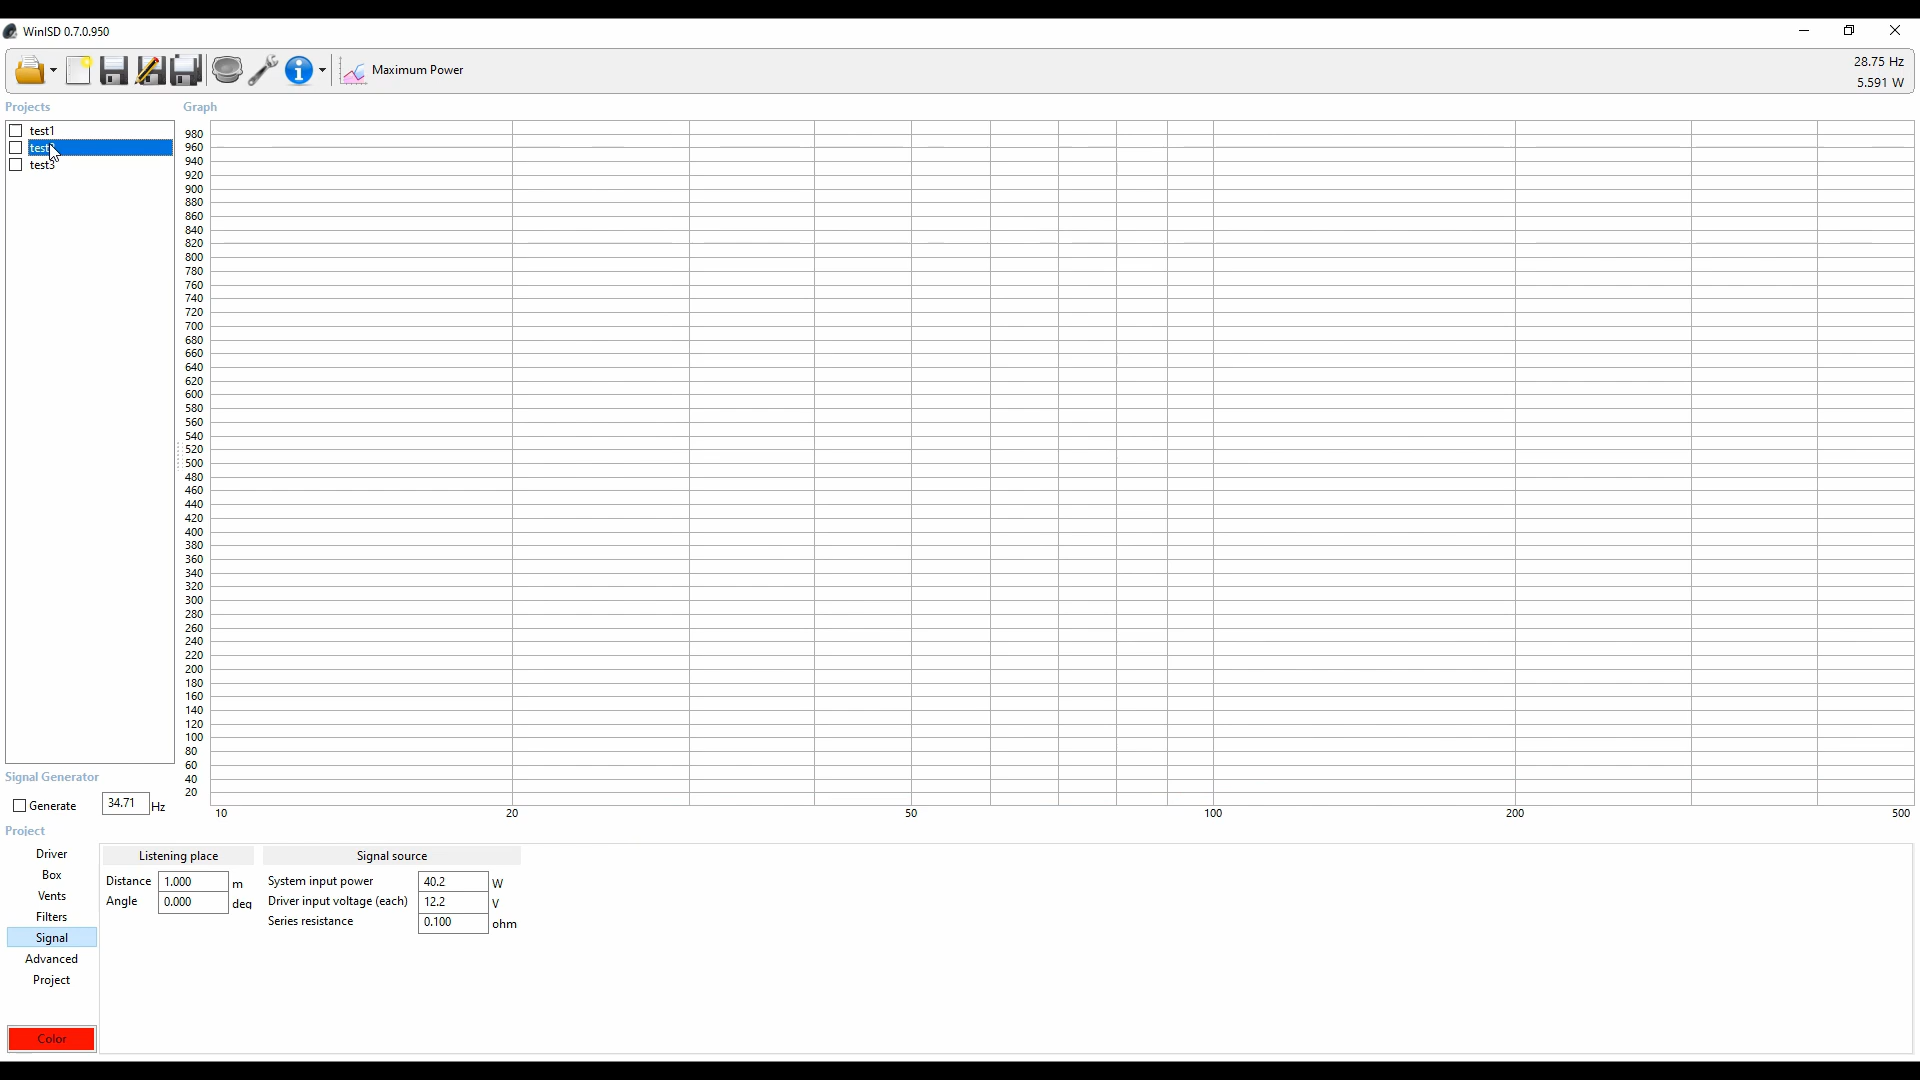 WinISD 0.7.0.950
Maximum Power
28.75 Hz
5.591 W
Projects
Graph
test1
test3
980
960
940
920
900
880
860
840
820
800
780
760
740
720
700
680
660
640
620
600
580
560
540
520
500
480
460
440
420
400
380
360
340
320
300
280
260
240
220
200
180
160
140
120
100
80
60
40
20
10 20 50 100 200 500
Signal Generator
Generate 34.71 Hz
Project
Driver
Box
Vents
Filters
Signal
Advanced
Project
Color
Listening place
Distance 1.000 m
Angle 0.000 deg
Signal source
System input power 40.2 W
Driver input voltage (each) 12.2 V
Series resistance 0.100 ohm